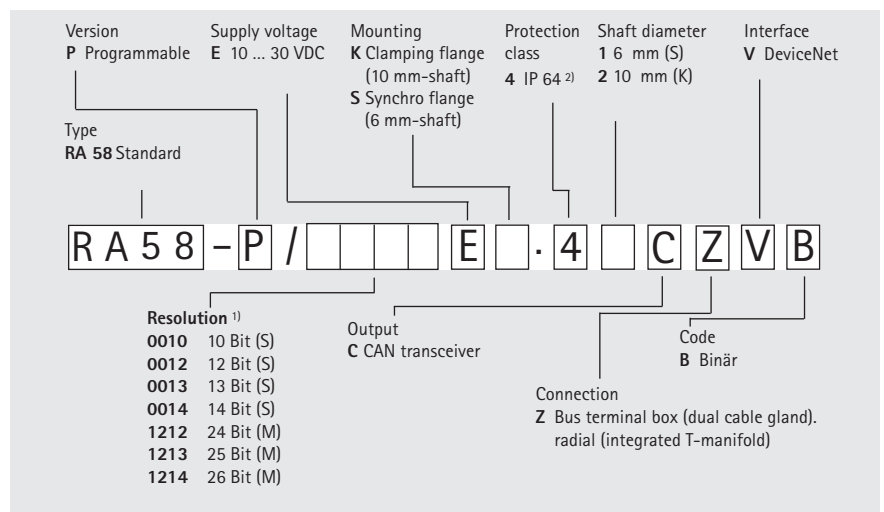 Version
P Programmable
Supply voltage
E 10 ... 30 VDC
Mounting
K Clamping flange
(10 mm-shaft)
S Synchro flange
(6 mm-shaft)
Protection
class
4 IP 64 2)
Shaft diameter
1 6 mm (S)
2 10 mm (K)
Interface
V DeviceNet
Type
RA 58 Standard
RA58-P/ E .4 CZVB
Resolution 1)
0010 10 Bit (S)
0012 12 Bit (S)
0013 13 Bit (S)
0014 14 Bit (S)
1212 24 Bit (M)
1213 25 Bit (M)
1214 26 Bit (M)
Output
C CAN transceiver
Code
B Binär
Connection
Z Bus terminal box (dual cable gland).
radial (integrated T-manifold)